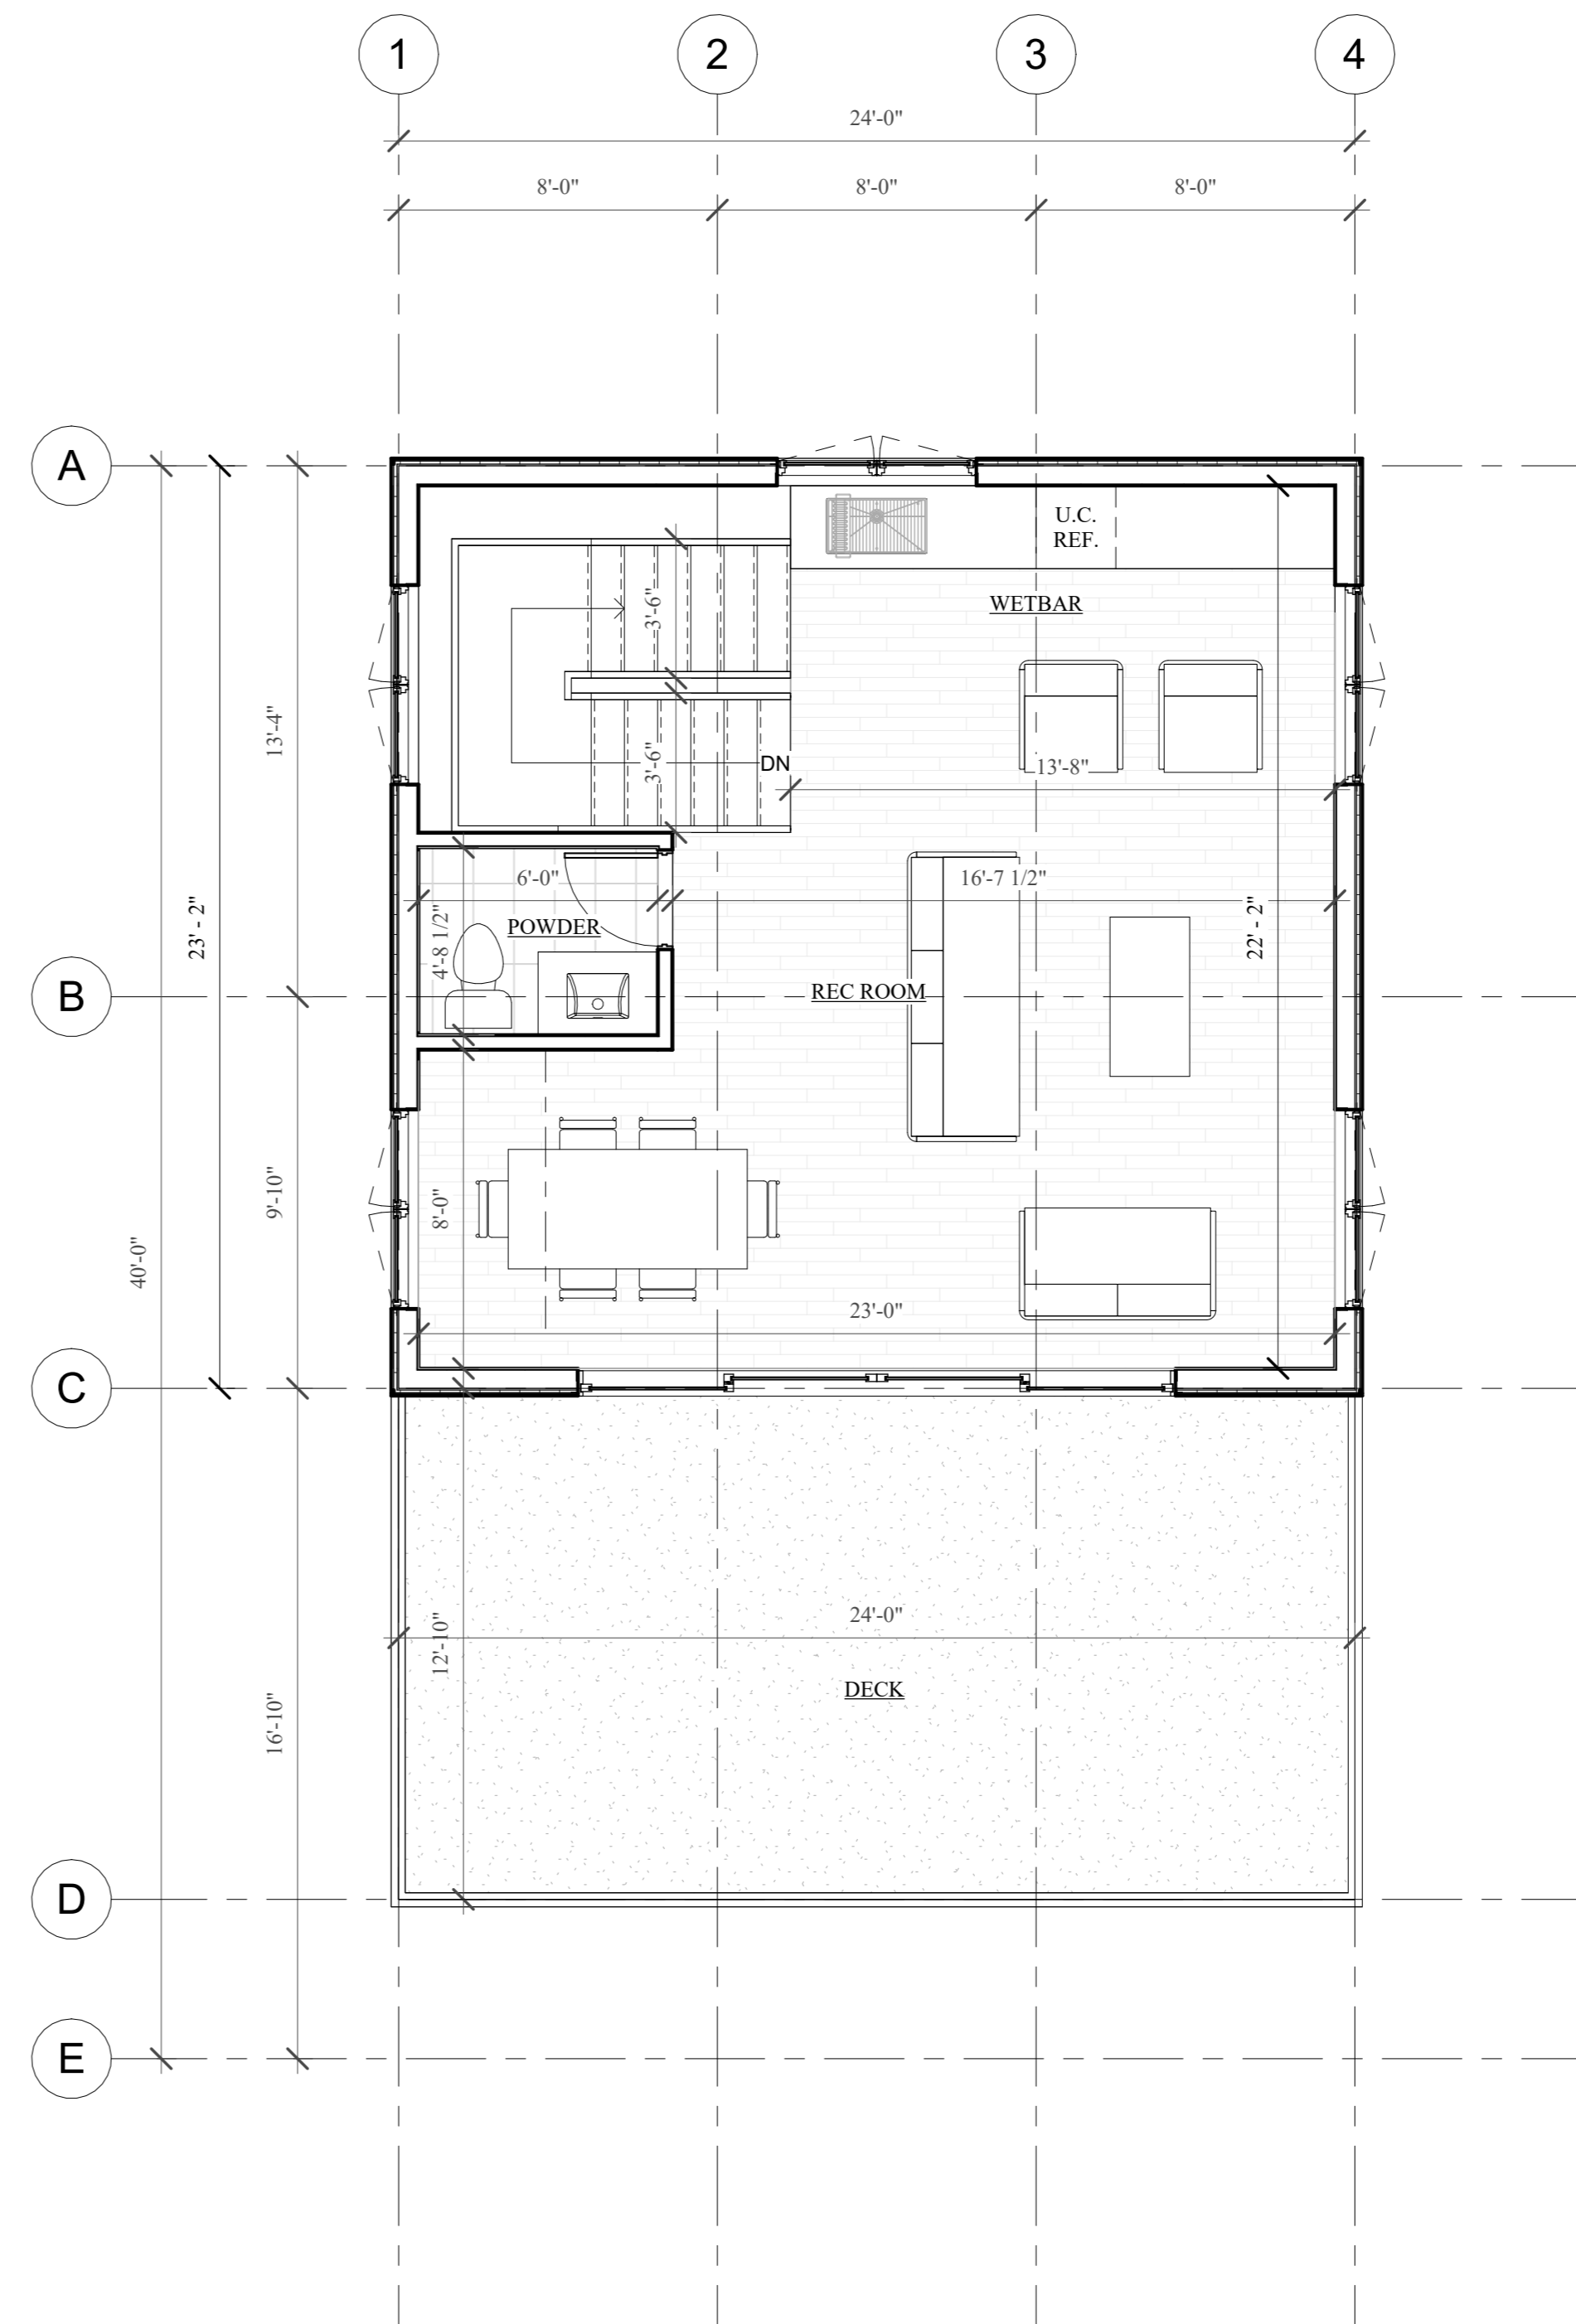 1
2
3
4
24'-0"
8'-0"
8'-0"
8'-0"
A
U.C.
REF.
WETBAR
3'-6"
13'-4"
3'-6"
DN
13'-8"
6'-0"
16'-7 1/2"
23' - 2"
4'-8 1/2"
POWDER
22' - 2"
B
REC ROOM
9'-10"
8'-0"
40'-0"
23'-0"
C
24'-0"
12'-10"
DECK
16'-10"
D
E